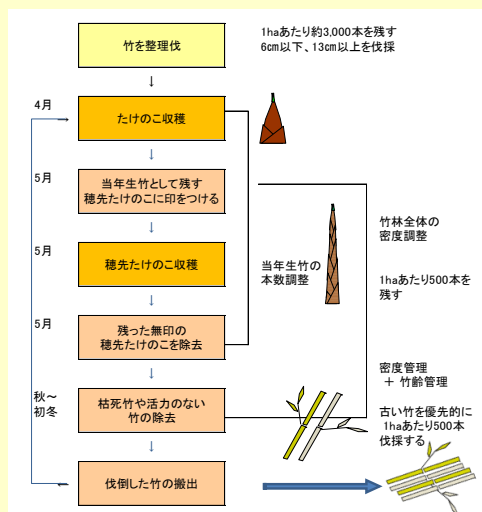 竹を整理伐
1haあたり約3,000本を残す
6cm以下、13cm以上を伐採
4月
たけのこ収穫
5月
当年生竹として残す
穂先たけのこに印をつける
竹林全体の
密度調整
5月
穂先たけのこ収穫
当年生竹の
本数調整
1haあたり500本を
残す
5月
残った無印の
穂先たけのこを除去
密度管理
+ 竹齢管理
秋~
初冬
枯死竹や活力のない
竹の除去
古い竹を優先的に
1haあたり500本
伐採する
伐倒した竹の搬出